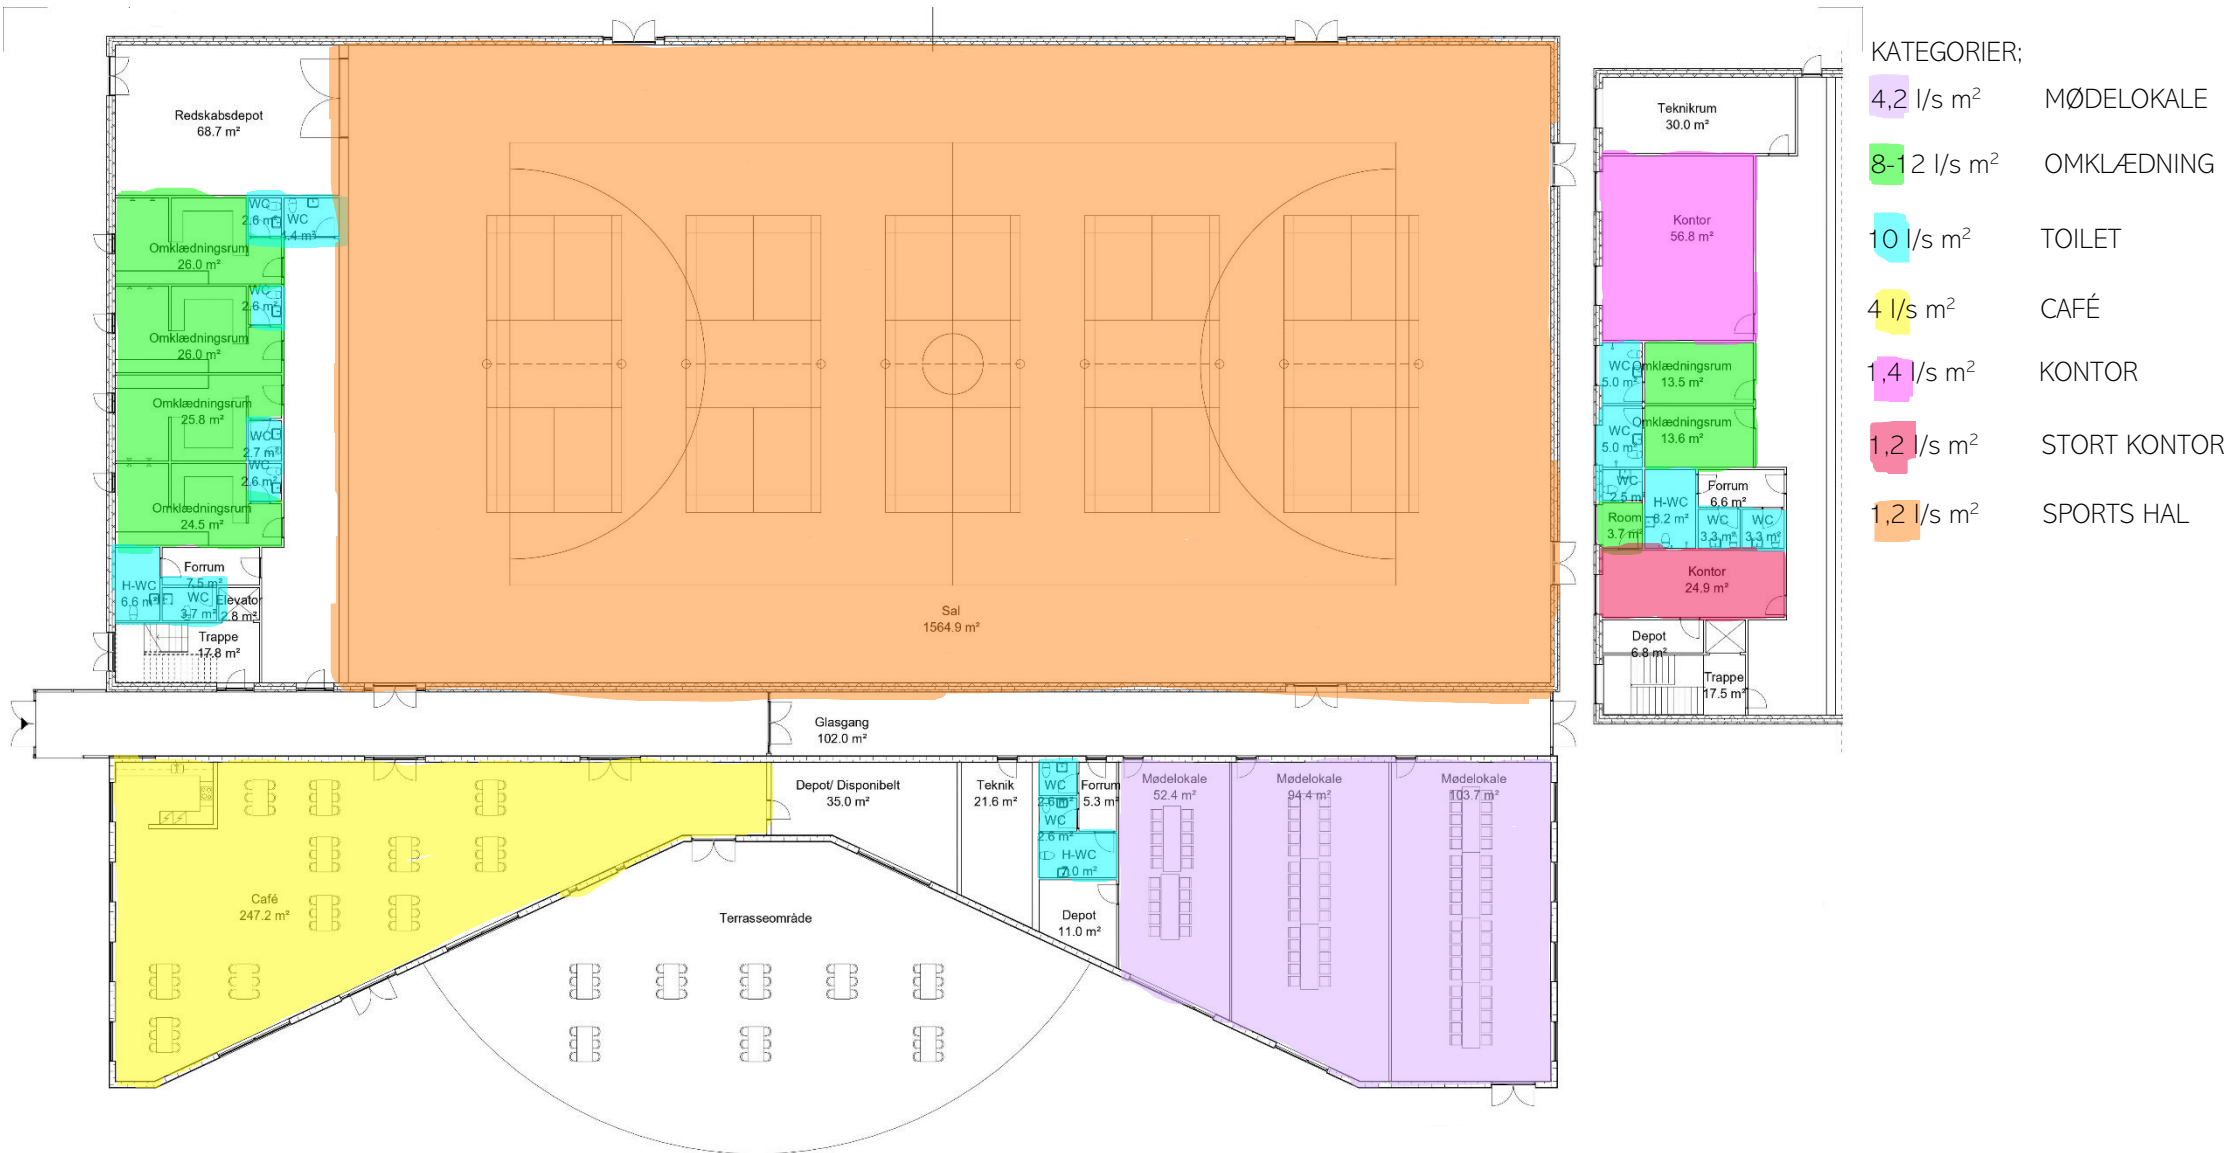 Redskabsdepot
68.7 m²
WC
2.6 m²
WC
4.4 m²
Omklædningsrum
26.0 m²
WC
2.6 m²
Omklædningsrum
26.0 m²
Omklædningsrum
25.8 m²
WC
2.7 m²
WC
2.6 m²
Omklædningsrum
24.5 m²
Forrum
7.5 m²
H-WC
6.6 m²
WC
3.7 m²
Elevator
2.8 m²
Trappe
17.8 m²
Sal
1564.9 m²
Glasgang
102.0 m²
Café
247.2 m²
Depot/ Disponibelt
35.0 m²
Teknik
21.6 m²
WC
2.6 m²
Forrum
5.3 m²
WC
2.6 m²
H-WC
7.0 m²
Depot
11.0 m²
Mødelokale
52.4 m²
Mødelokale
94.4 m²
Mødelokale
103.7 m²
Terrasseområde
Teknikrum
30.0 m²
Kontor
56.8 m²
WC
5.0 m²
Omklædningsrum
13.5 m²
WC
5.0 m²
Omklædningsrum
13.6 m²
WC
2.5 m²
H-WC
8.2 m²
Forrum
6.6 m²
Room
3.7 m²
WC
3.3 m²
WC
3.3 m²
Kontor
24.9 m²
Depot
6.8 m²
Trappe
17.5 m²
KATEGORIER;
4,2 l/s m² MØDELOKALE
8-12 l/s m² OMKLÆDNING
10 l/s m² TOILET
4 l/s m² CAFÉ
1,4 l/s m² KONTOR
1,2 l/s m² STORT KONTOR
1,2 l/s m² SPORTS HAL